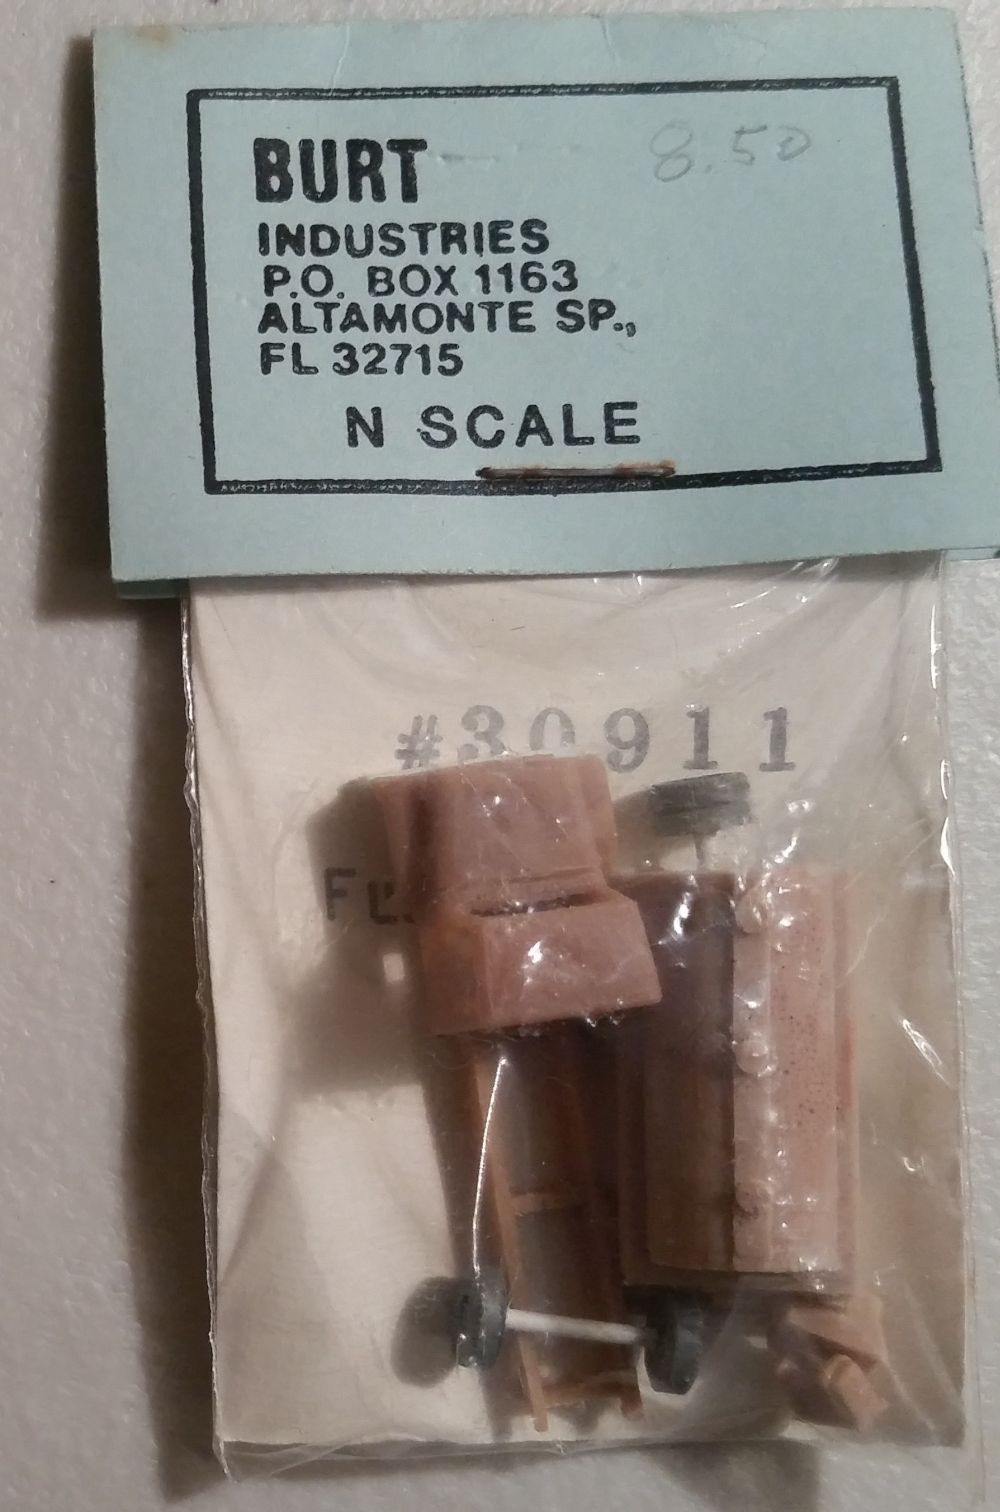 BURT
8.50
INDUSTRIES
P.O. BOX 1163
ALTAMONTE SP.,
FL 32715
N SCALE
#30911